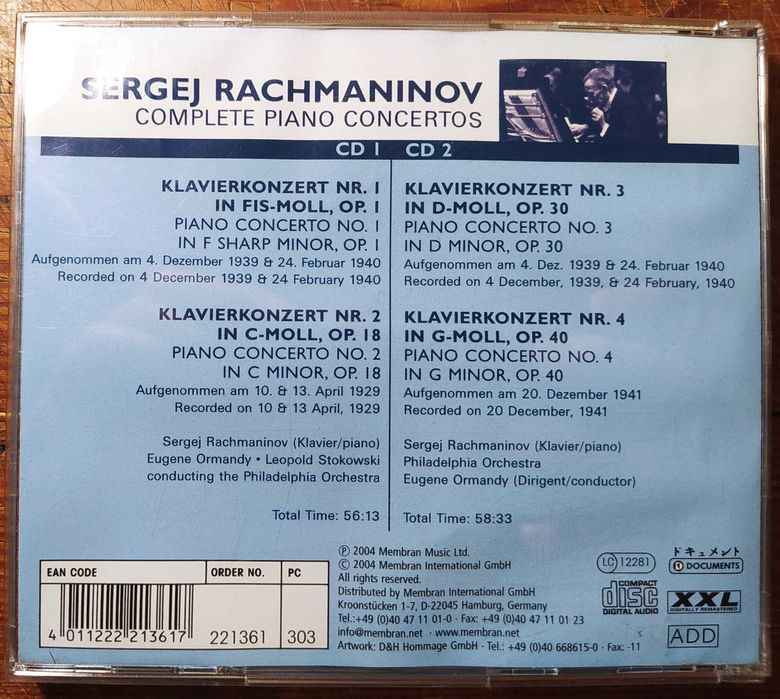 SERGEJ RACHMANINOV
COMPLETE PIANO CONCERTOS
CD 1
KLAVIERKONZERT NR. 1
IN FIS-MOLL, OP. 1
PIANO CONCERTO NO. 1
IN F SHARP MINOR, OP. 1
Aufgenommen am 4. Dezember 1939 & 24. Februar 1940
Recorded on 4 December 1939 & 24 February 1940
KLAVIERKONZERT NR. 2
IN C-MOLL, OP. 18
PIANO CONCERTO NO. 2
IN C MINOR, OP. 18
Aufgenommen am 10. & 13. April 1929
Recorded on 10 & 13 April, 1929
Sergej Rachmaninov (Klavier/piano)
Eugene Ormandy • Leopold Stokowski
conducting the Philadelphia Orchestra
Total Time: 56:13
CD 2
KLAVIERKONZERT NR. 3
IN D-MOLL, OP. 30
PIANO CONCERTO NO. 3
IN D MINOR, OP. 30
Aufgenommen am 4. Dez. 1939 & 24. Februar 1940
Recorded on 4 December, 1939, & 24 February, 1940
KLAVIERKONZERT NR. 4
IN G-MOLL, OP. 40
PIANO CONCERTO NO. 4
IN G MINOR, OP. 40
Aufgenommen am 20. Dezember 1941
Recorded on 20 December, 1941
Sergej Rachmaninov (Klavier/piano)
Philadelphia Orchestra
Eugene Ormandy (Dirigent/conductor)
Total Time: 58:33
EAN CODE
ORDER NO.
PC
4 011222 213617
221361
303
℗ 2004 Membran Music Ltd.
© 2004 Membran International GmbH
All rights reserved.
Distributed by Membran International GmbH
Kroonstücken 1-7, D-22045 Hamburg, Germany
Tel.:+49 (0)40 47 11 01-0 · Fax:+49 (0)40 47 11 01 23
info@membran.net · www.membran.net
Artwork: D&H Hommage GmbH · Tel.: +49 (0)40 668615-0 · Fax: -11
LC 12281
ドキュメント
DOCUMENTS
COMPACT
disc
DIGITAL AUDIO
XXL
DIGITALLY REMASTERED
ADD